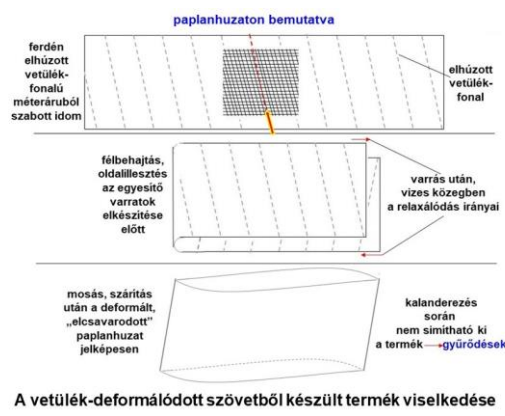 paplanhuzaton bemutatva
ferdén
elhúzott
vetülék-
fonalú
méteráruból
szabott idom
elhúzott
vetülék-
fonal
félbehajtás,
oldalillesztés
az egyesítő
varratok
elkészítése
előtt
varrás után,
vizes közegben
a relaxálódás irányai
mosás, szárítás
után a deformált,
„elcsavarodott”
paplanhuzat
jelképesen
kalanderezés
során
nem simítható ki
a termék → gyűrődések
A vetülék-deformálódott szövetből készült termék viselkedése